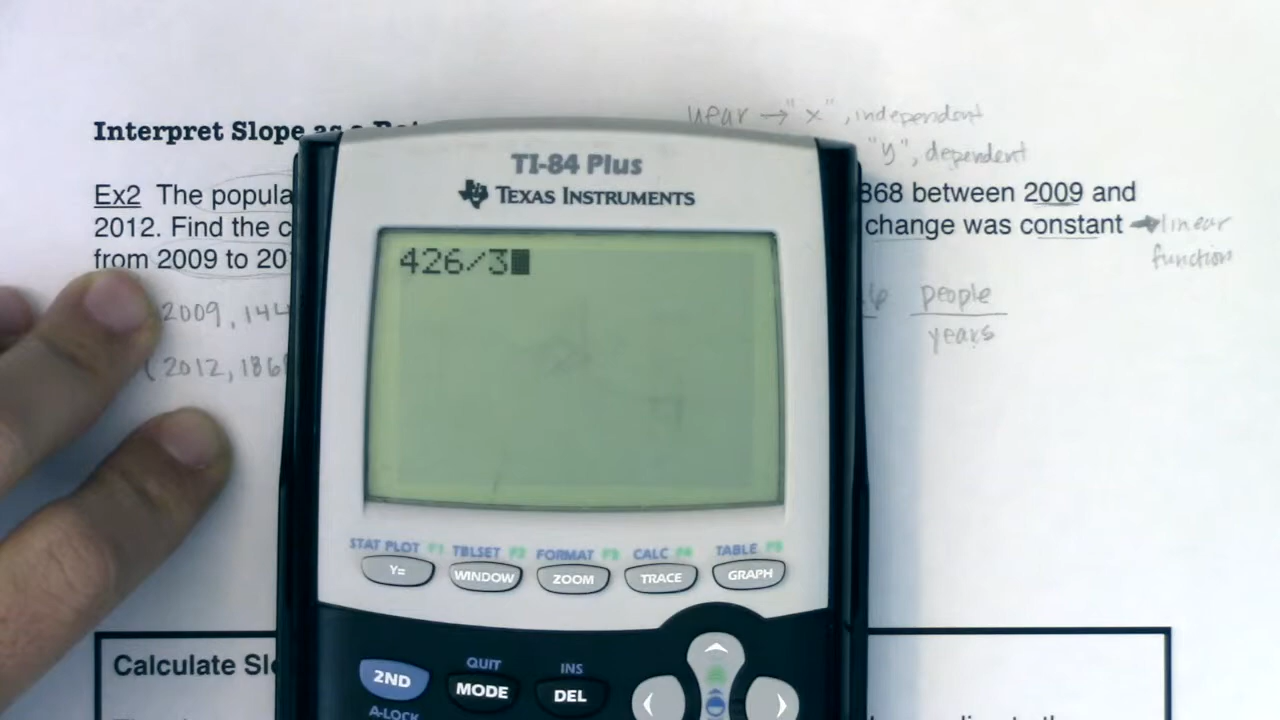 year → "x", independent
Interpret Slope as a
"y", dependent
Ex2 The popula 868 between 2009 and
2012. Find the c change was constant → linear
from 2009 to 20 function
2009, 144
people
years
(2012, 186
TI-84 Plus
TEXAS INSTRUMENTS
426/3
STAT PLOT F1 TBLSET F2 FORMAT F3 CALC F4 TABLE F5
Y= WINDOW ZOOM TRACE GRAPH
Calculate Sl
QUIT INS
2ND MODE DEL
A-LOCK